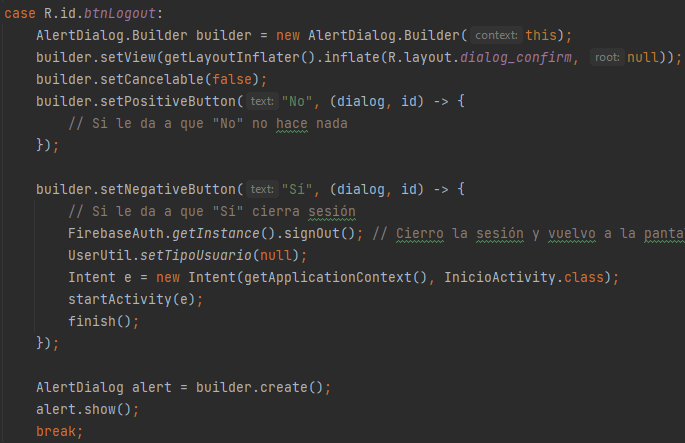 case R.id.btnLogout:
    AlertDialog.Builder builder = new AlertDialog.Builder( context: this);
    builder.setView(getLayoutInflater().inflate(R.layout.dialog_confirm, root: null));
    builder.setCancelable(false);
    builder.setPositiveButton( text: "No", (dialog, id) -> {
        // Si le da a que "No" no hace nada
    });

    builder.setNegativeButton( text: "Sí", (dialog, id) -> {
        // Si le da a que "Sí" cierra sesión
        FirebaseAuth.getInstance().signOut(); // Cierro la sesión y vuelvo a la panta
        UserUtil.setTipoUsuario(null);
        Intent e = new Intent(getApplicationContext(), InicioActivity.class);
        startActivity(e);
        finish();
    });

    AlertDialog alert = builder.create();
    alert.show();
    break;